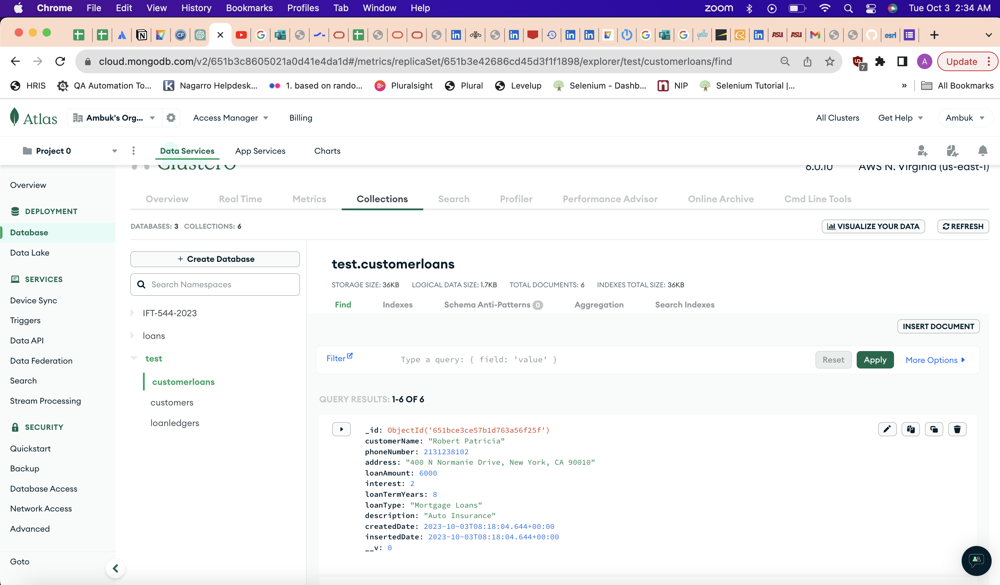 Chrome File Edit View History Bookmarks Profiles Tab Window Help zoom Tue Oct 3 2:34 AM
N CF in in in in yello in ASU ASU esri
cloud.mongodb.com/v2/651b3c8605021a0d41e4da1d#/metrics/replicaSet/651b3e42686cd45d3f1f1898/explorer/test/customerloans/find 7 A Update
HRIS QA Automation To... Nagarro Helpdesk... 1. based on rando... Pluralsight Plural Levelup Selenium - Dashb... NIP Selenium Tutorial |... » All Bookmarks
Atlas Ambuk's Org... Access Manager Billing All Clusters Get Help Ambuk
Project 0 Data Services App Services Charts
Cluster0 6.0.10 AWS N. Virginia (us-east-1)
Overview
DEPLOYMENT
Database
Data Lake
SERVICES
Device Sync
Triggers
Data API
Data Federation
Search
Stream Processing
SECURITY
Quickstart
Backup
Database Access
Network Access
Advanced
Goto
Overview Real Time Metrics Collections Search Profiler Performance Advisor Online Archive Cmd Line Tools
DATABASES: 3 COLLECTIONS: 6 VISUALIZE YOUR DATA REFRESH
+ Create Database
Search Namespaces
IFT-544-2023
loans
test
customerloans
customers
loanledgers
test.customerloans
STORAGE SIZE: 36KB LOGICAL DATA SIZE: 1.7KB TOTAL DOCUMENTS: 6 INDEXES TOTAL SIZE: 36KB
Find Indexes Schema Anti-Patterns 0 Aggregation Search Indexes
INSERT DOCUMENT
Filter Type a query: { field: 'value' } Reset Apply More Options
QUERY RESULTS: 1-6 OF 6
_id: ObjectId('651bce3ce57b1d763a56f25f')
customerName: "Robert Patricia"
phoneNumber: 2131238102
address: "400 N Normanie Drive, New York, CA 90010"
loanAmount: 6000
interest: 2
loanTermYears: 8
loanType: "Mortgage Loans"
description: "Auto Insurance"
createdDate: 2023-10-03T08:18:04.644+00:00
insertedDate: 2023-10-03T08:18:04.644+00:00
__v: 0